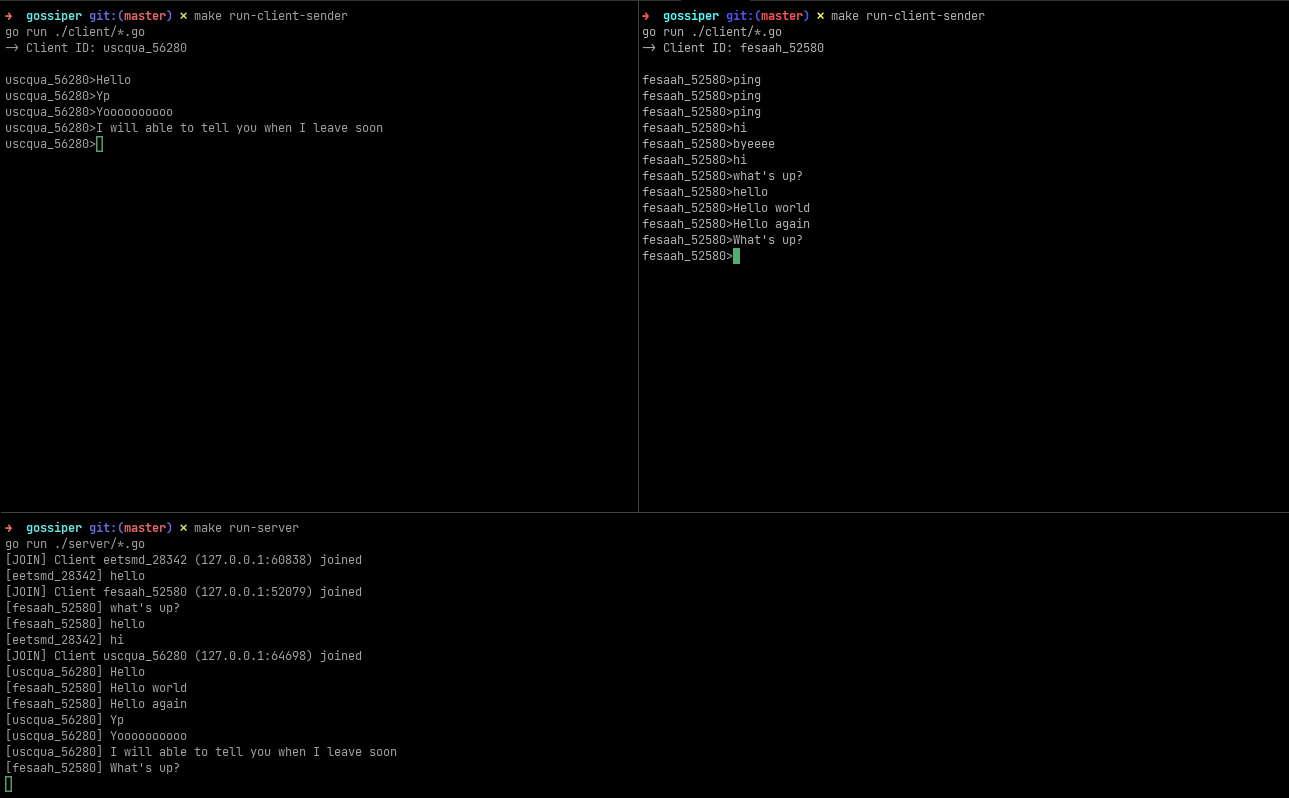 ➜  gossiper git:(master) × make run-client-sender
go run ./client/*.go
—> Client ID: uscqua_56280

uscqua_56280>Hello
uscqua_56280>Yp
uscqua_56280>Yoooooooooo
uscqua_56280>I will able to tell you when I leave soon
uscqua_56280>

➜  gossiper git:(master) × make run-client-sender
go run ./client/*.go
—> Client ID: fesaah_52580

fesaah_52580>ping
fesaah_52580>ping
fesaah_52580>ping
fesaah_52580>hi
fesaah_52580>byeeee
fesaah_52580>hi
fesaah_52580>what's up?
fesaah_52580>hello
fesaah_52580>Hello world
fesaah_52580>Hello again
fesaah_52580>What's up?
fesaah_52580>

➜  gossiper git:(master) × make run-server
go run ./server/*.go
[JOIN] Client eetsmd_28342 (127.0.0.1:60838) joined
[eetsmd_28342] hello
[JOIN] Client fesaah_52580 (127.0.0.1:52079) joined
[fesaah_52580] what's up?
[fesaah_52580] hello
[eetsmd_28342] hi
[JOIN] Client uscqua_56280 (127.0.0.1:64698) joined
[uscqua_56280] Hello
[fesaah_52580] Hello world
[fesaah_52580] Hello again
[uscqua_56280] Yp
[uscqua_56280] Yoooooooooo
[uscqua_56280] I will able to tell you when I leave soon
[fesaah_52580] What's up?